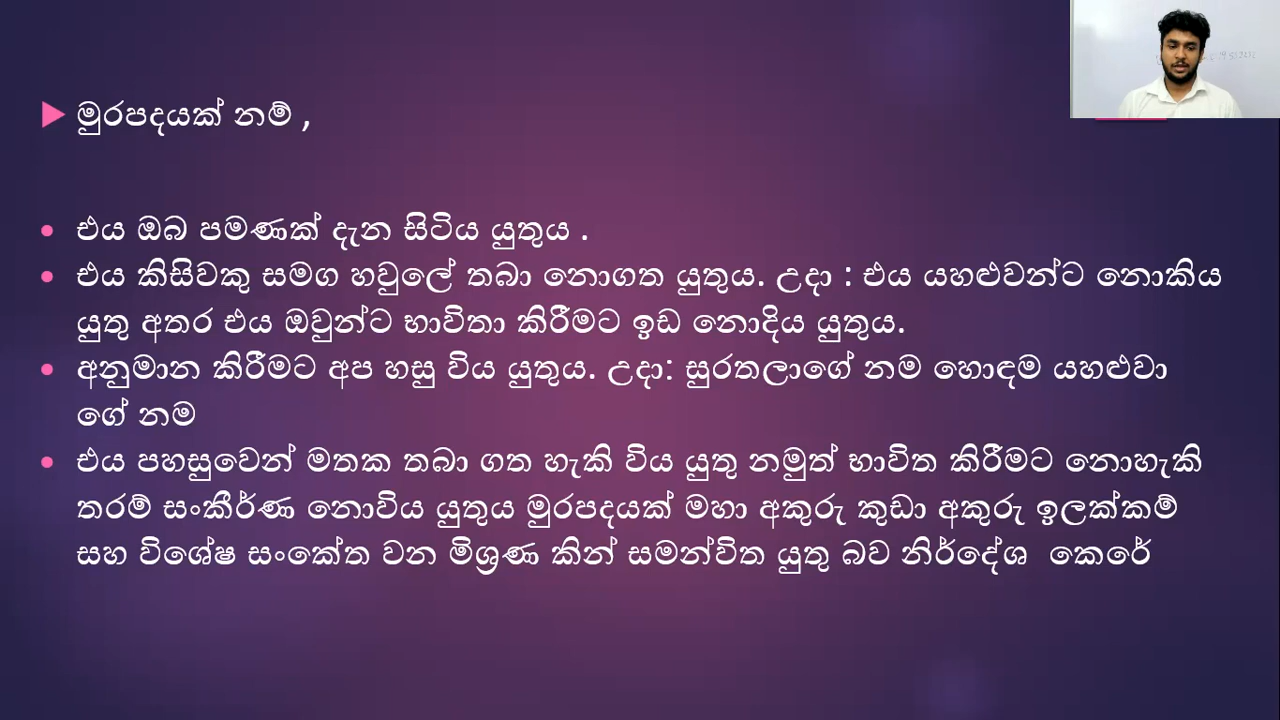 මුරපදයක් නම් ,
එය ඔබ පමණක් දැන සිටිය යුතුය .
එය කිසිවකු සමග හවුලේ තබා නොගත යුතුය. උදා : එය යහළුවන්ට නොකිය
යුතු අතර එය ඔවුන්ට භාවිතා කිරීමට ඉඩ නොදිය යුතුය.
අනුමාන කිරීමට අප හසු විය යුතුය. උදා: සුරතලාගේ නම හොඳම යහළුවා
ගේ නම
එය පහසුවෙන් මතක තබා ගත හැකි විය යුතු නමුත් භාවිත කිරීමට නොහැකි
තරම් සංකීර්ණ නොවිය යුතුය මුරපදයක් මහා අකුරු කුඩා අකුරු ඉලක්කම්
සහ විශේෂ සංකේත වන මිශ්‍රණ කින් සමන්විත යුතු බව නිර්දේශ කෙරේ